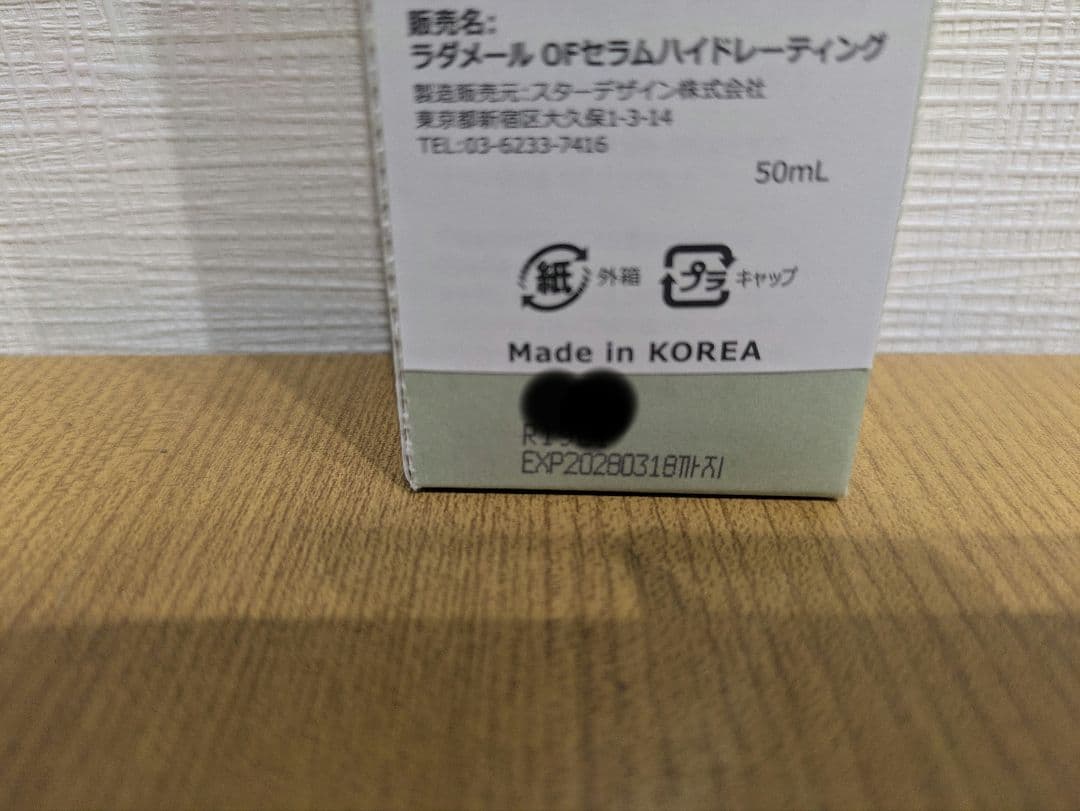 販売名:
ラダメール OFセラムハイドレーティング
製造販売元:スターデザイン株式会社
東京都新宿区大久保1-3-14
TEL:03-6233-7416
50mL
紙 外箱 プラ キャップ
Made in KOREA
EXP20280318까지